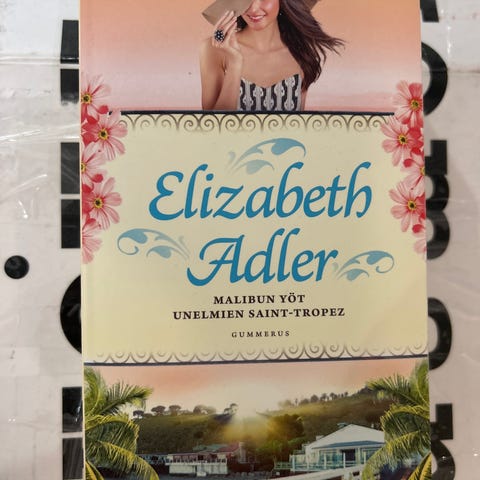 Elizabeth
Adler
MALIBUN YÖT
UNELMIEN SAINT-TROPEZ
GUMMERUS